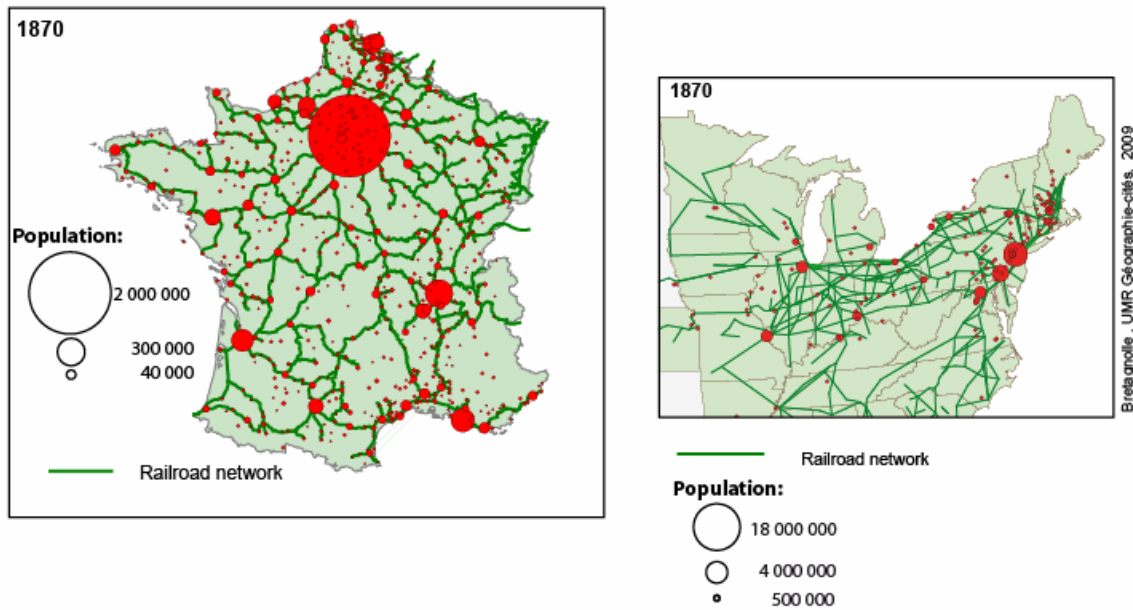 1870
Population:
2 000 000
300 000
40 000
Railroad network
1870
Bretagnolle , UMR Géographie-cités, 2009
Railroad network
Population:
18 000 000
4 000 000
500 000